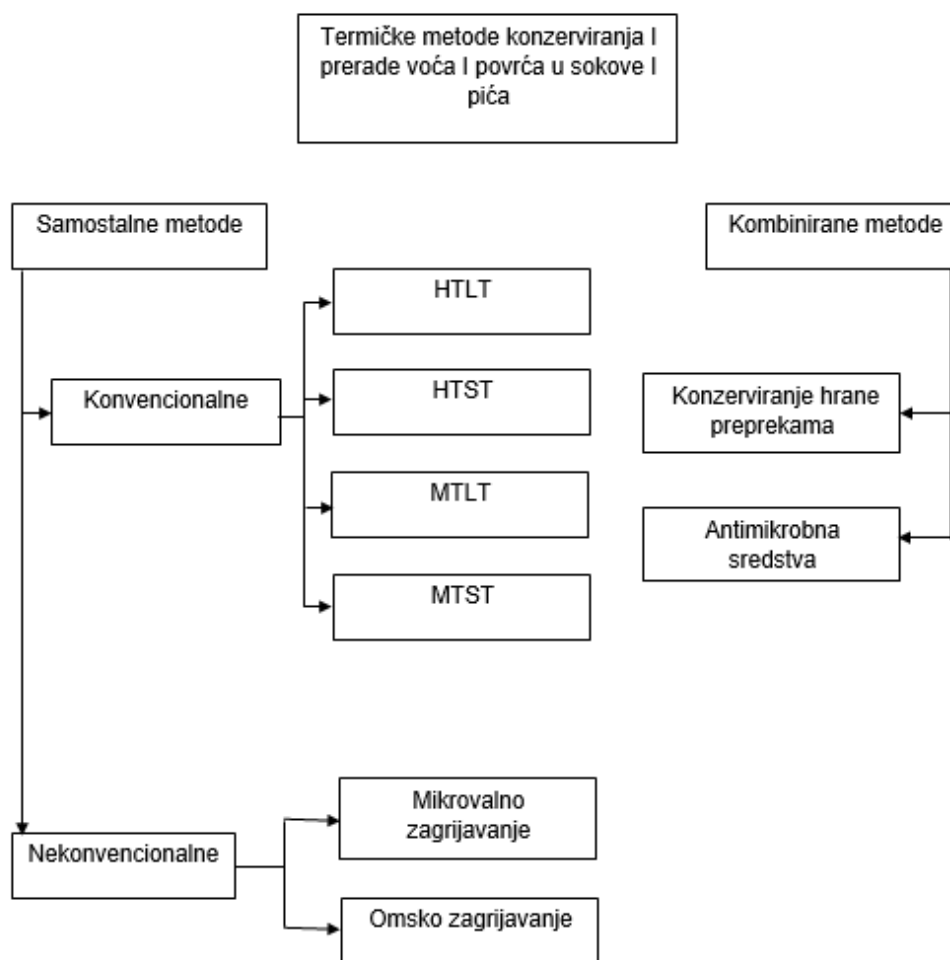 Termičke metode konzerviranja I
prerade voća I povrća u sokove I
pića
Samostalne metode
Kombinirane metode
HTLT
Konvencionalne
HTST
Konzerviranje hrane
preprekama
MTLT
Antimikrobna
sredstva
MTST
Mikrovalno
zagrijavanje
Nekonvencionalne
Omsko zagrijavanje